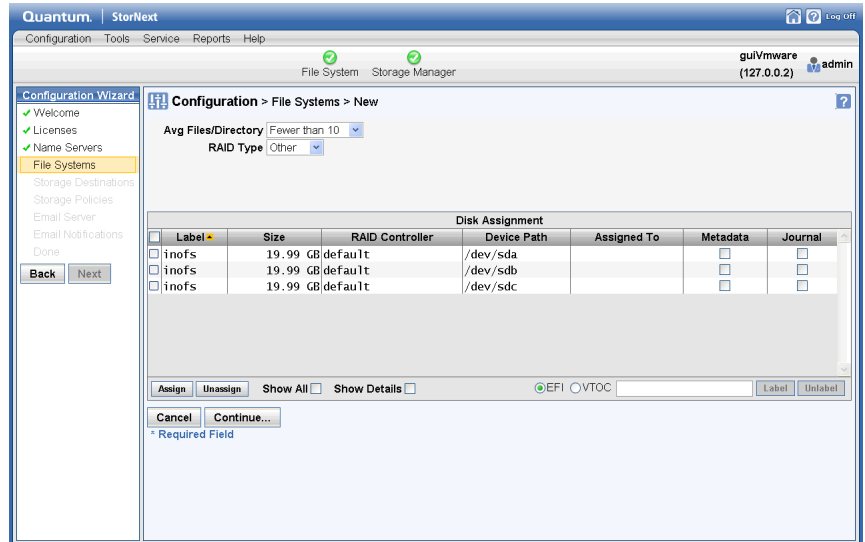 Quantum. StorNext
Log Off
Configuration Tools Service Reports Help
File System Storage Manager
guiVmware
(127.0.0.2)
admin
Configuration Wizard
Welcome
Licenses
Name Servers
File Systems
Storage Destinations
Storage Policies
Email Server
Email Notifications
Done
Back Next
Configuration > File Systems > New
?
Avg Files/Directory Fewer than 10
RAID Type Other
Disk Assignment
Label Size RAID Controller Device Path Assigned To Metadata Journal
inofs 19.99 GB default /dev/sda
inofs 19.99 GB default /dev/sdb
inofs 19.99 GB default /dev/sdc
Assign Unassign Show All Show Details EFI VTOC Label Unlabel
Cancel Continue...
* Required Field